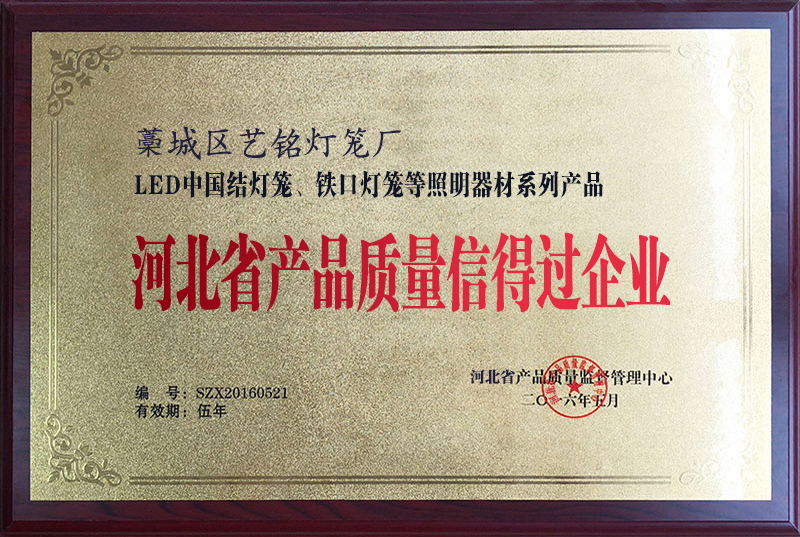 藁城区艺铭灯笼厂
LED中国结灯笼、铁口灯笼等照明器材系列产品
河北省产品质量信得过企业
编 号：SZX20160521
有效期：伍年
河北省产品质量监督管理中心
二〇一六年五月